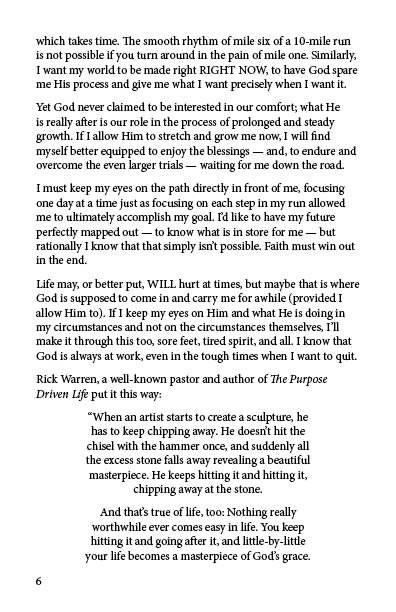 which takes time. The smooth rhythm of mile six of a 10-mile run
is not possible if you turn around in the pain of mile one. Similarly,
I want my world to be made right RIGHT NOW, to have God spare
me His process and give me what I want precisely when I want it.
Yet God never claimed to be interested in our comfort; what He
is really after is our role in the process of prolonged and steady
growth. If I allow Him to stretch and grow me now, I will find
myself better equipped to enjoy the blessings — and, to endure and
overcome the even larger trials — waiting for me down the road.
I must keep my eyes on the path directly in front of me, focusing
one day at a time just as focusing on each step in my run allowed
me to ultimately accomplish my goal. I'd like to have my future
perfectly mapped out — to know what is in store for me — but
rationally I know that that simply isn't possible. Faith must win out
in the end.
Life may, or better put, WILL hurt at times, but maybe that is where
God is supposed to come in and carry me for awhile (provided I
allow Him to). If I keep my eyes on Him and what He is doing in
my circumstances and not on the circumstances themselves, I'll
make it through this too, sore feet, tired spirit, and all. I know that
God is always at work, even in the tough times when I want to quit.
Rick Warren, a well-known pastor and author of The Purpose
Driven Life put it this way:
“When an artist starts to create a sculpture, he
has to keep chipping away. He doesn't hit the
chisel with the hammer once, and suddenly all
the excess stone falls away revealing a beautiful
masterpiece. He keeps hitting it and hitting it,
chipping away at the stone.
And that's true of life, too: Nothing really
worthwhile ever comes easy in life. You keep
hitting it and going after it, and little-by-little
your life becomes a masterpiece of God's grace.
6